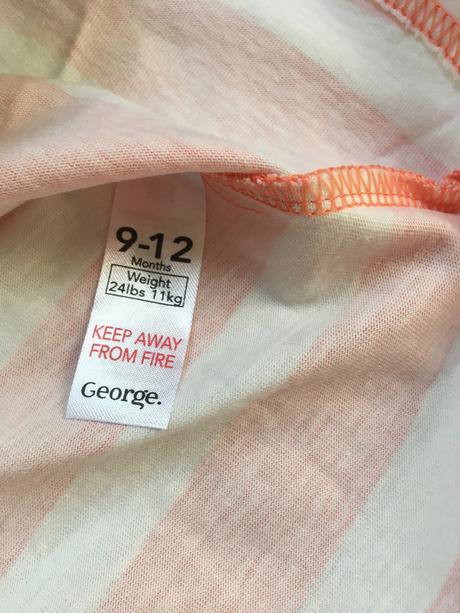 9-12
Months
Weight
24lbs 11kg
KEEP AWAY
FROM FIRE
George.